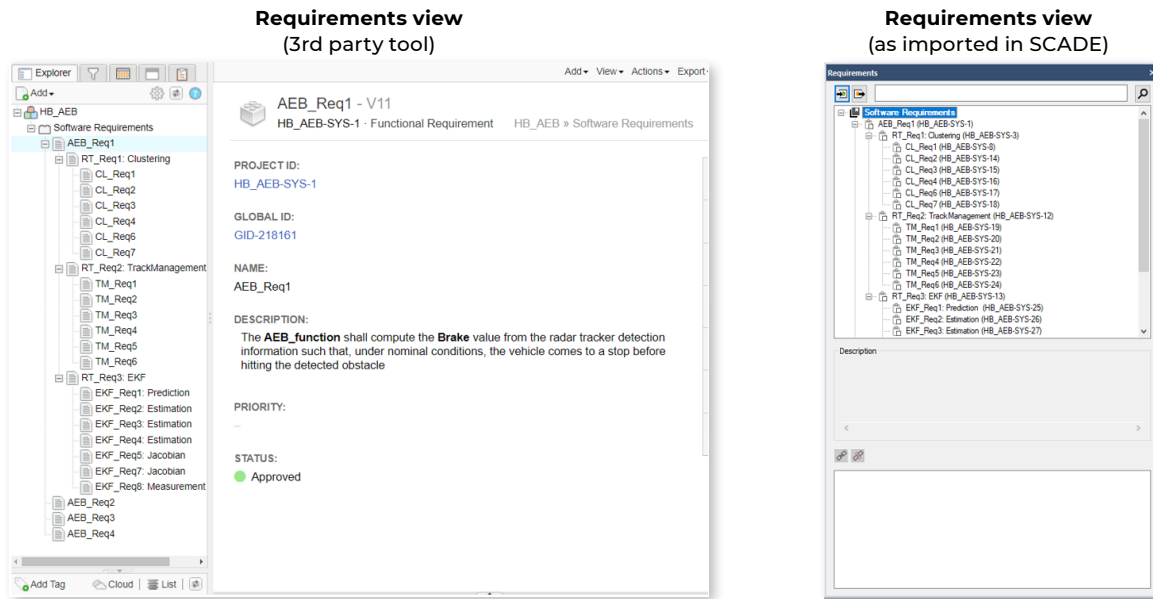 Requirements view
(3rd party tool)
Explorer
Add
HB_AEB
Software Requirements
AEB_Req1
RT_Req1: Clustering
CL_Req1
CL_Req2
CL_Req3
CL_Req4
CL_Req6
CL_Req7
RT_Req2: TrackManagement
TM_Req1
TM_Req2
TM_Req3
TM_Req4
TM_Req5
TM_Req6
RT_Req3: EKF
EKF_Req1: Prediction
EKF_Req2: Estimation
EKF_Req3: Estimation
EKF_Req4: Estimation
EKF_Req5: Jacobian
EKF_Req7: Jacobian
EKF_Req8: Measurement
AEB_Req2
AEB_Req3
AEB_Req4
Add Tag Cloud | List |
Add View Actions Export
AEB_Req1 - V11
HB_AEB-SYS-1 · Functional Requirement HB_AEB » Software Requirements
PROJECT ID:
HB_AEB-SYS-1
GLOBAL ID:
GID-218161
NAME:
AEB_Req1
DESCRIPTION:
The AEB_function shall compute the Brake value from the radar tracker detection
information such that, under nominal conditions, the vehicle comes to a stop before
hitting the detected obstacle
PRIORITY:
--
STATUS:
Approved
Requirements view
(as imported in SCADE)
Requirements
Software Requirements
AEB_Req1 (HB_AEB-SYS-1)
RT_Req1: Clustering (HB_AEB-SYS-3)
CL_Req1 (HB_AEB-SYS-8)
CL_Req2 (HB_AEB-SYS-14)
CL_Req3 (HB_AEB-SYS-15)
CL_Req4 (HB_AEB-SYS-16)
CL_Req6 (HB_AEB-SYS-17)
CL_Req7 (HB_AEB-SYS-18)
RT_Req2: TrackManagement (HB_AEB-SYS-12)
TM_Req1 (HB_AEB-SYS-19)
TM_Req2 (HB_AEB-SYS-20)
TM_Req3 (HB_AEB-SYS-21)
TM_Req4 (HB_AEB-SYS-22)
TM_Req5 (HB_AEB-SYS-23)
TM_Req6 (HB_AEB-SYS-24)
RT_Req3: EKF (HB_AEB-SYS-13)
EKF_Req1: Prediction (HB_AEB-SYS-25)
EKF_Req2: Estimation (HB_AEB-SYS-26)
EKF_Req3: Estimation (HB_AEB-SYS-27)
Description